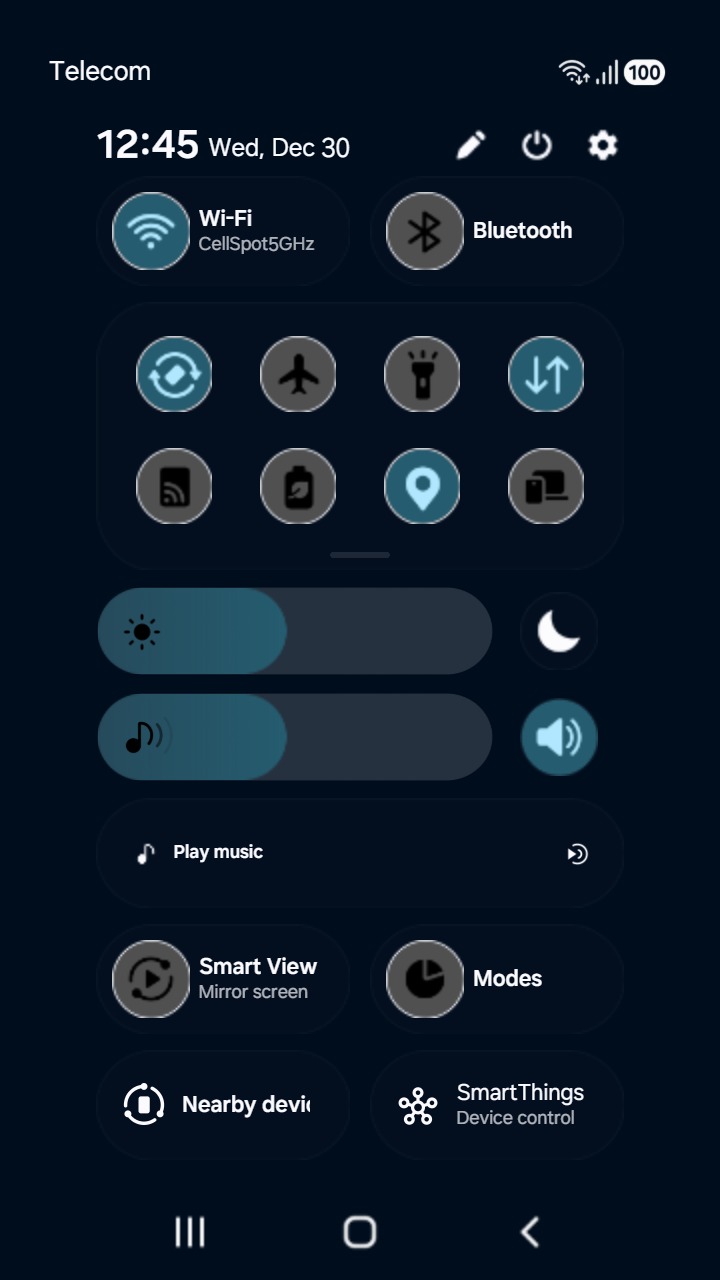 Telecom
100
12:45 Wed, Dec 30
Wi-Fi
CellSpot5GHz
Bluetooth
Play music
Smart View
Mirror screen
Modes
Nearby devic
SmartThings
Device control